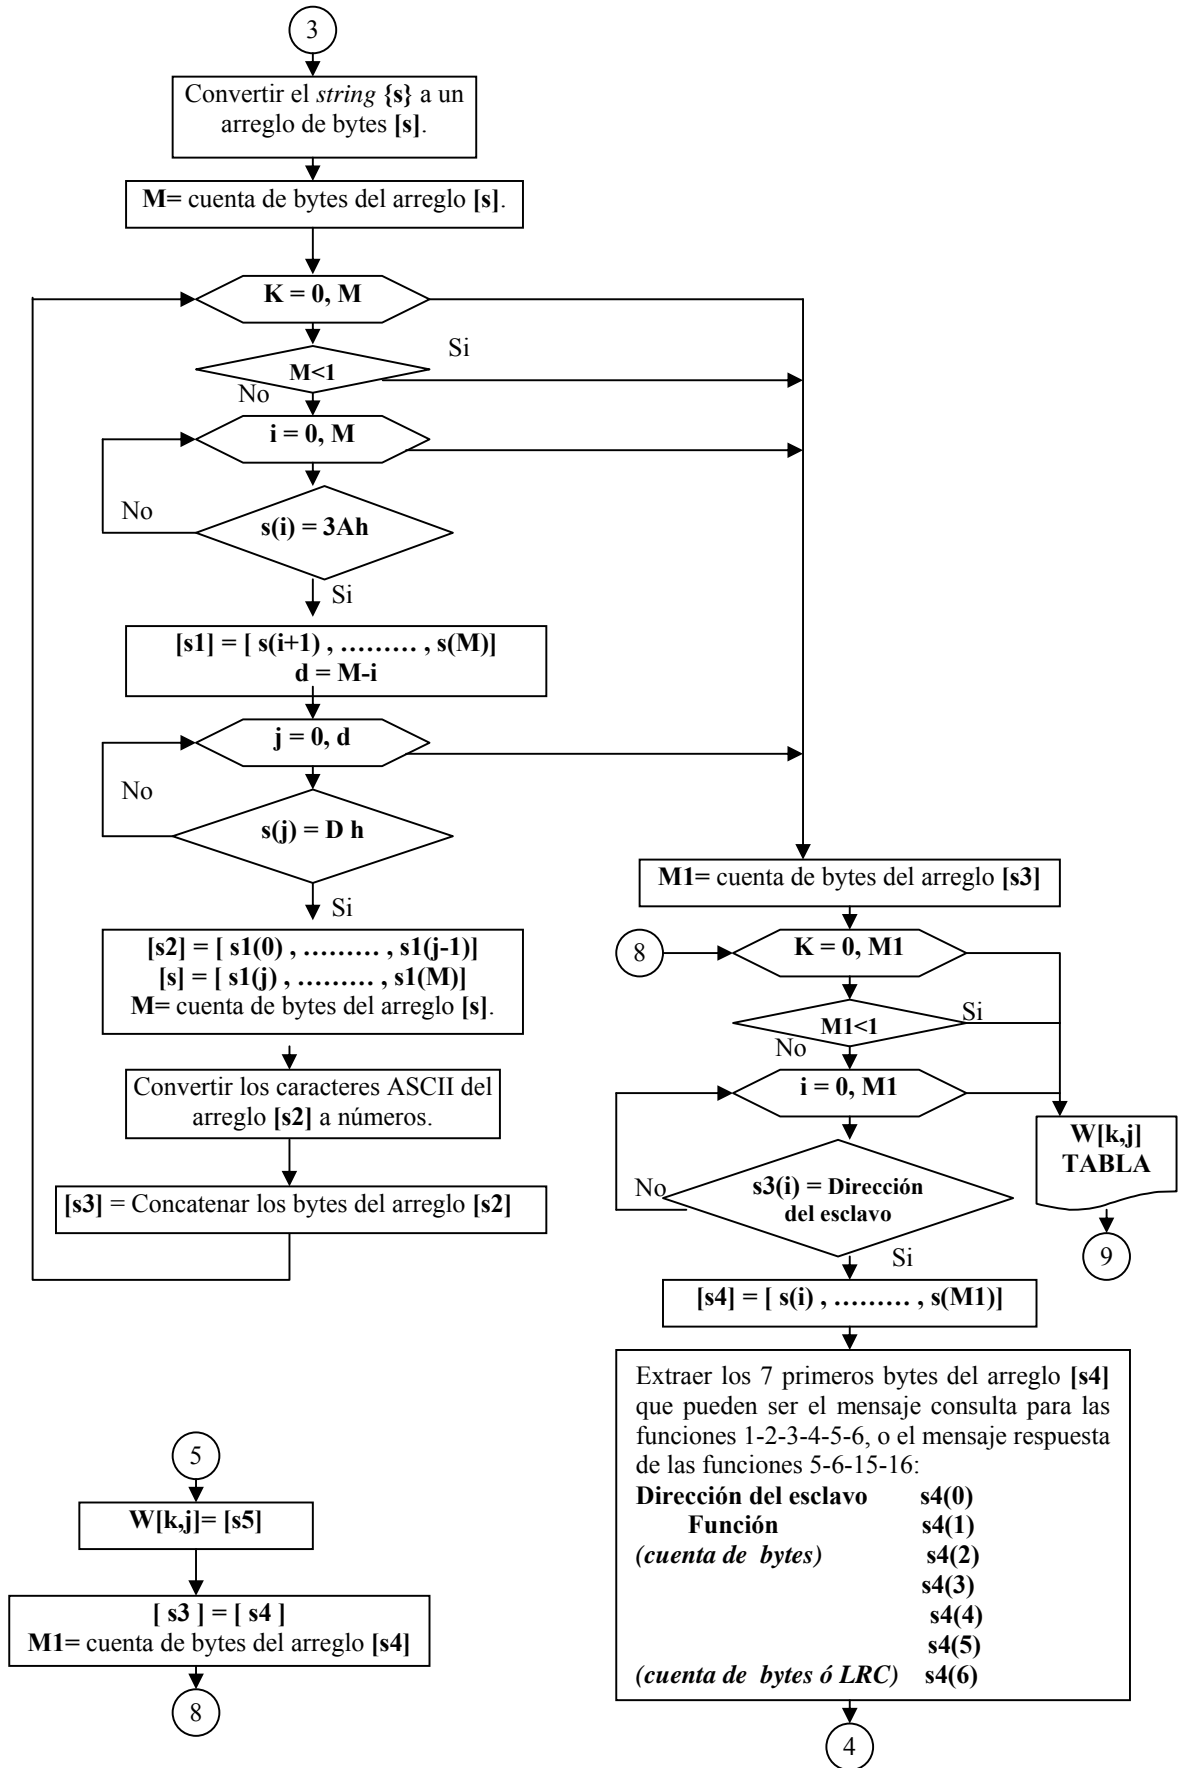 3
Convertir el string {s} a un
arreglo de bytes [s].
M= cuenta de bytes del arreglo [s].
K = 0, M
Si
M<1
No
i = 0, M
No
s(i) = 3Ah
Si
[s1] = [ s(i+1) , ……… , s(M)]
d = M-i
j = 0, d
No
s(j) = D h
Si
[s2] = [ s1(0) , ……… , s1(j-1)]
[s] = [ s1(j) , ……… , s1(M)]
M= cuenta de bytes del arreglo [s].
Convertir los caracteres ASCII del
arreglo [s2] a números.
[s3] = Concatenar los bytes del arreglo [s2]
M1= cuenta de bytes del arreglo [s3]
8
K = 0, M1
Si
M1<1
No
i = 0, M1
W[k,j]
TABLA
9
No
s3(i) = Dirección
del esclavo
Si
[s4] = [ s(i) , ……… , s(M1)]
Extraer los 7 primeros bytes del arreglo [s4]
que pueden ser el mensaje consulta para las
funciones 1-2-3-4-5-6, o el mensaje respuesta
de las funciones 5-6-15-16:
Dirección del esclavo s4(0)
Función s4(1)
(cuenta de bytes) s4(2)
s4(3)
s4(4)
s4(5)
(cuenta de bytes ó LRC) s4(6)
4
5
W[k,j]= [s5]
[ s3 ] = [ s4 ]
M1= cuenta de bytes del arreglo [s4]
8